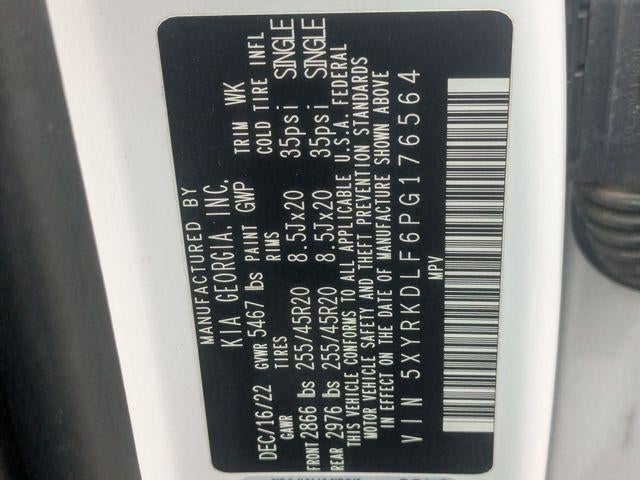 MANUFACTURED BY
KIA GEORGIA, INC.
DEC/16/22 GVWR 5467 lbs PAINT GWP TRIM WK
GAWR TIRES RIMS COLD TIRE INFL
FRONT 2866 lbs 255/45R20 8.5Jx20 35psi SINGLE
REAR 2976 lbs 255/45R20 8.5Jx20 35psi SINGLE
THIS VEHICLE CONFORMS TO ALL APPLICABLE U.S.A. FEDERAL
MOTOR VEHICLE SAFETY AND THEFT PREVENTION STANDARDS
IN EFFECT ON THE DATE OF MANUFACTURE SHOWN ABOVE
VIN 5XYRKDLF6PG176564
MPV